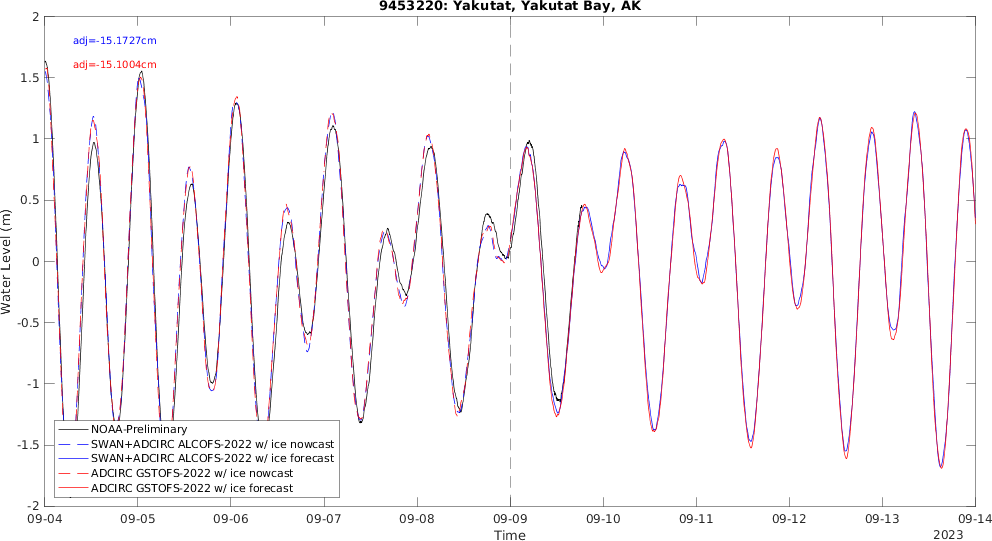 9453220: Yakutat, Yakutat Bay, AK
adj=-15.1727cm
adj=-15.1004cm
Water Level (m)
2
1.5
1
0.5
0
-0.5
-1
-1.5
-2
NOAA-Preliminary
SWAN+ADCIRC ALCOFS-2022 w/ ice nowcast
SWAN+ADCIRC ALCOFS-2022 w/ ice forecast
ADCIRC GSTOFS-2022 w/ ice nowcast
ADCIRC GSTOFS-2022 w/ ice forecast
09-04 09-05 09-06 09-07 09-08 09-09 09-10 09-11 09-12 09-13 09-14
Time
2023